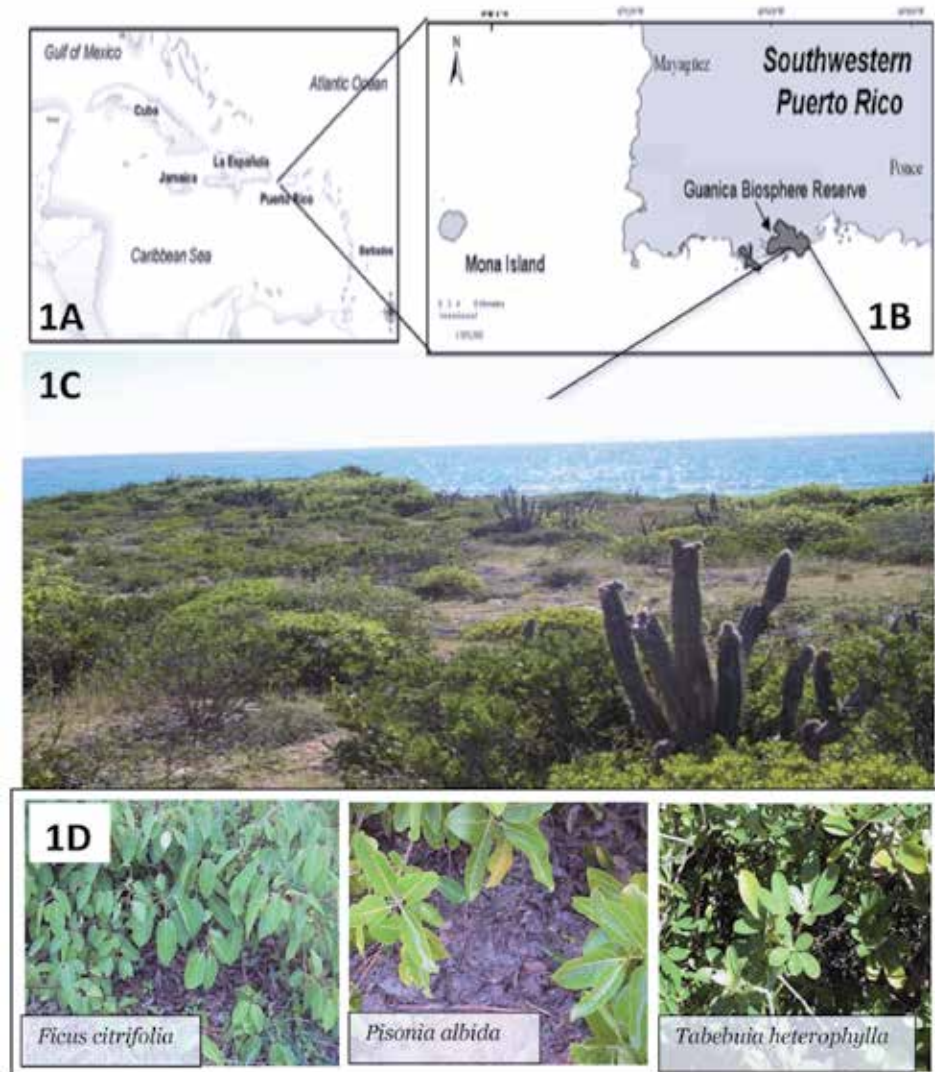 Gulf of Mexico
Atlantic Ocean
Cuba
La Española
Jamaica
Puerto Rico
Caribbean Sea
Barbados
1A
N
Mayagüez
Southwestern
Puerto Rico
Ponce
Guanica Biosphere Reserve
Mona Island
1B
1C
1D
Ficus citrifolia
Pisonia albida
Tabebuia heterophylla